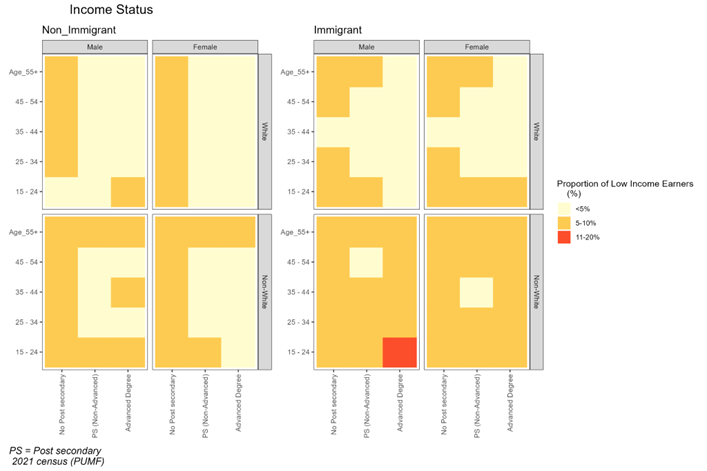 Income Status
Non_Immigrant
Immigrant
Male
Female
Male
Female
Age_55+
45 - 54
35 - 44
25 - 34
15 - 24
White
Age_55+
45 - 54
35 - 44
25 - 34
15 - 24
White
Age_55+
45 - 54
35 - 44
25 - 34
15 - 24
Non-White
Age_55+
45 - 54
35 - 44
25 - 34
15 - 24
Non-White
No Post secondary
PS (Non-Advanced)
Advanced Degree
No Post secondary
PS (Non-Advanced)
Advanced Degree
No Post secondary
PS (Non-Advanced)
Advanced Degree
No Post secondary
PS (Non-Advanced)
Advanced Degree
Proportion of Low Income Earners
(%)
<5%
5-10%
11-20%
PS = Post secondary
2021 census (PUMF)